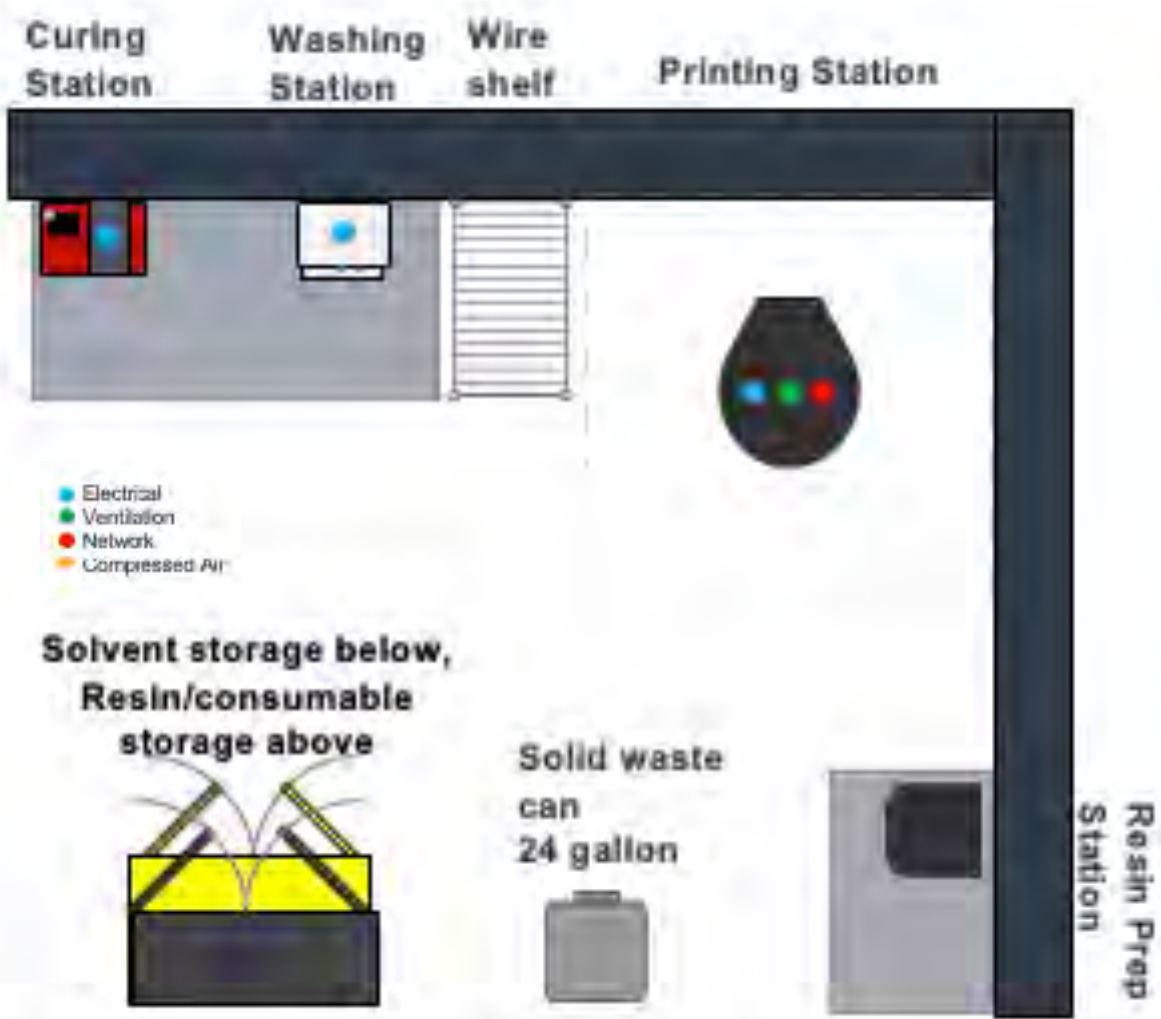 Curing
Station
Washing
Station
Wire
shelf
Printing Station
Electrical
Ventilation
Network
Compressed Air
Solvent storage below,
Resin/consumable
storage above
Solid waste
can
24 gallon
Resin Prep
Station